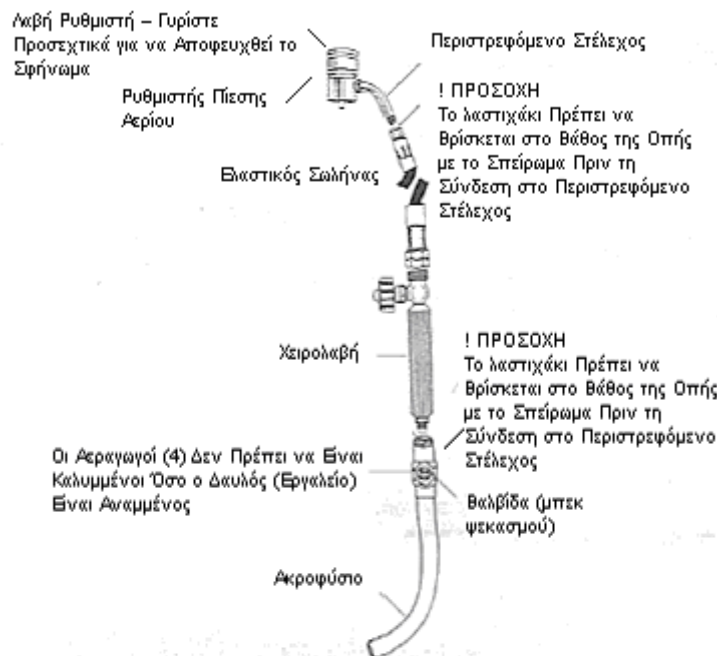 Λαβή Ρυθμιστή – Γυρίστε
Προσεχτικά για να Αποφευχθεί το
Σφήνωμα
Ρυθμιστής Πίεσης
Αερίου
Περιστρεφόμενο Στέλεχος
! ΠΡΟΣΟΧΗ
Το λαστιχάκι Πρέπει να
Βρίσκεται στο Βάθος της Οπής
με το Σπείρωμα Πριν τη
Σύνδεση στο Περιστρεφόμενο
Στέλεχος
Ελαστικός Σωλήνας
Χειρολαβή
! ΠΡΟΣΟΧΗ
Το λαστιχάκι Πρέπει να
Βρίσκεται στο Βάθος της Οπής
με το Σπείρωμα Πριν τη
Σύνδεση στο Περιστρεφόμενο
Στέλεχος
Οι Αεραγωγοί (4) Δεν Πρέπει να Είναι
Καλυμμένοι Όσο ο Δαυλός (Εργαλείο)
Είναι Αναμμένος
Βαλβίδα (μπεκ
ψεκασμού)
Ακροφύσιο